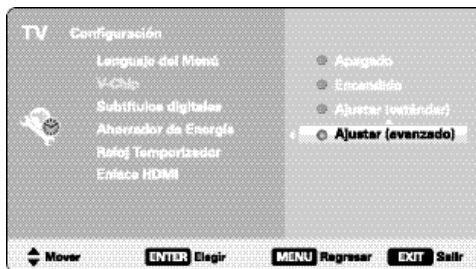 TV Configuración
Lenguaje del Menú
V-Chip
Subtítulos digitales
Ahorrador de Energía
Reloj Temporizador
Enlace HDMI
Apagado
Encendido
Ajustar (estándar)
Ajustar (avanzado)
Mover ENTER Elegir MENU Regresar EXIT Salir